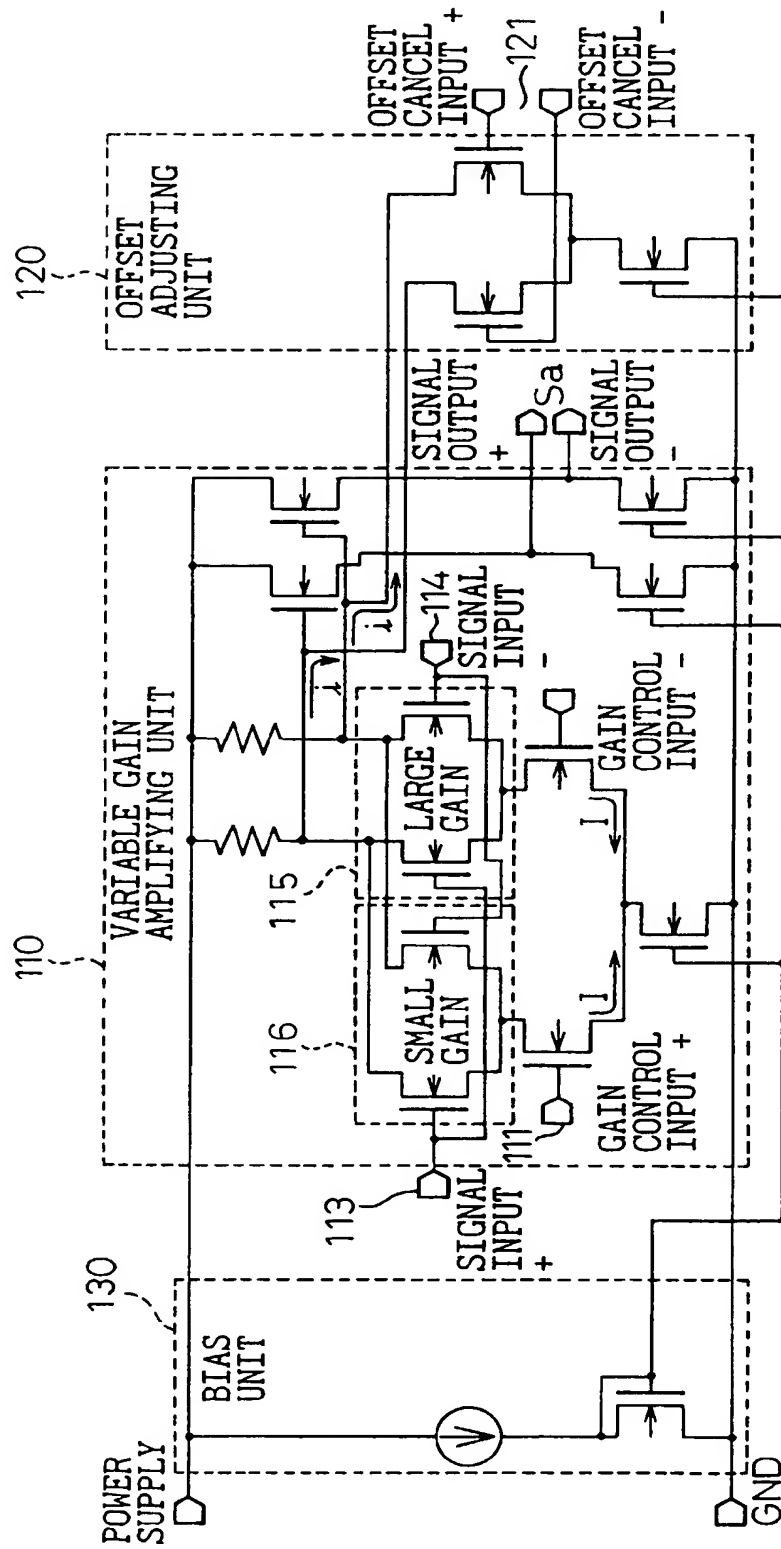 POWER
SUPPLY
130
BIAS
UNIT
GND
110
VARIABLE GAIN
AMPLIFYING UNIT
113
SIGNAL
INPUT
+
116
SMALL
GAIN
115
LARGE
GAIN
111
GAIN
CONTROL
INPUT +
I
I
GAIN
CONTROL
INPUT -
114
SIGNAL
INPUT
-
i
i
SIGNAL
OUTPUT
+
Sa
SIGNAL
OUTPUT
-
120
OFFSET
ADJUSTING
UNIT
OFFSET
CANCEL
INPUT +
121
OFFSET
CANCEL
INPUT -